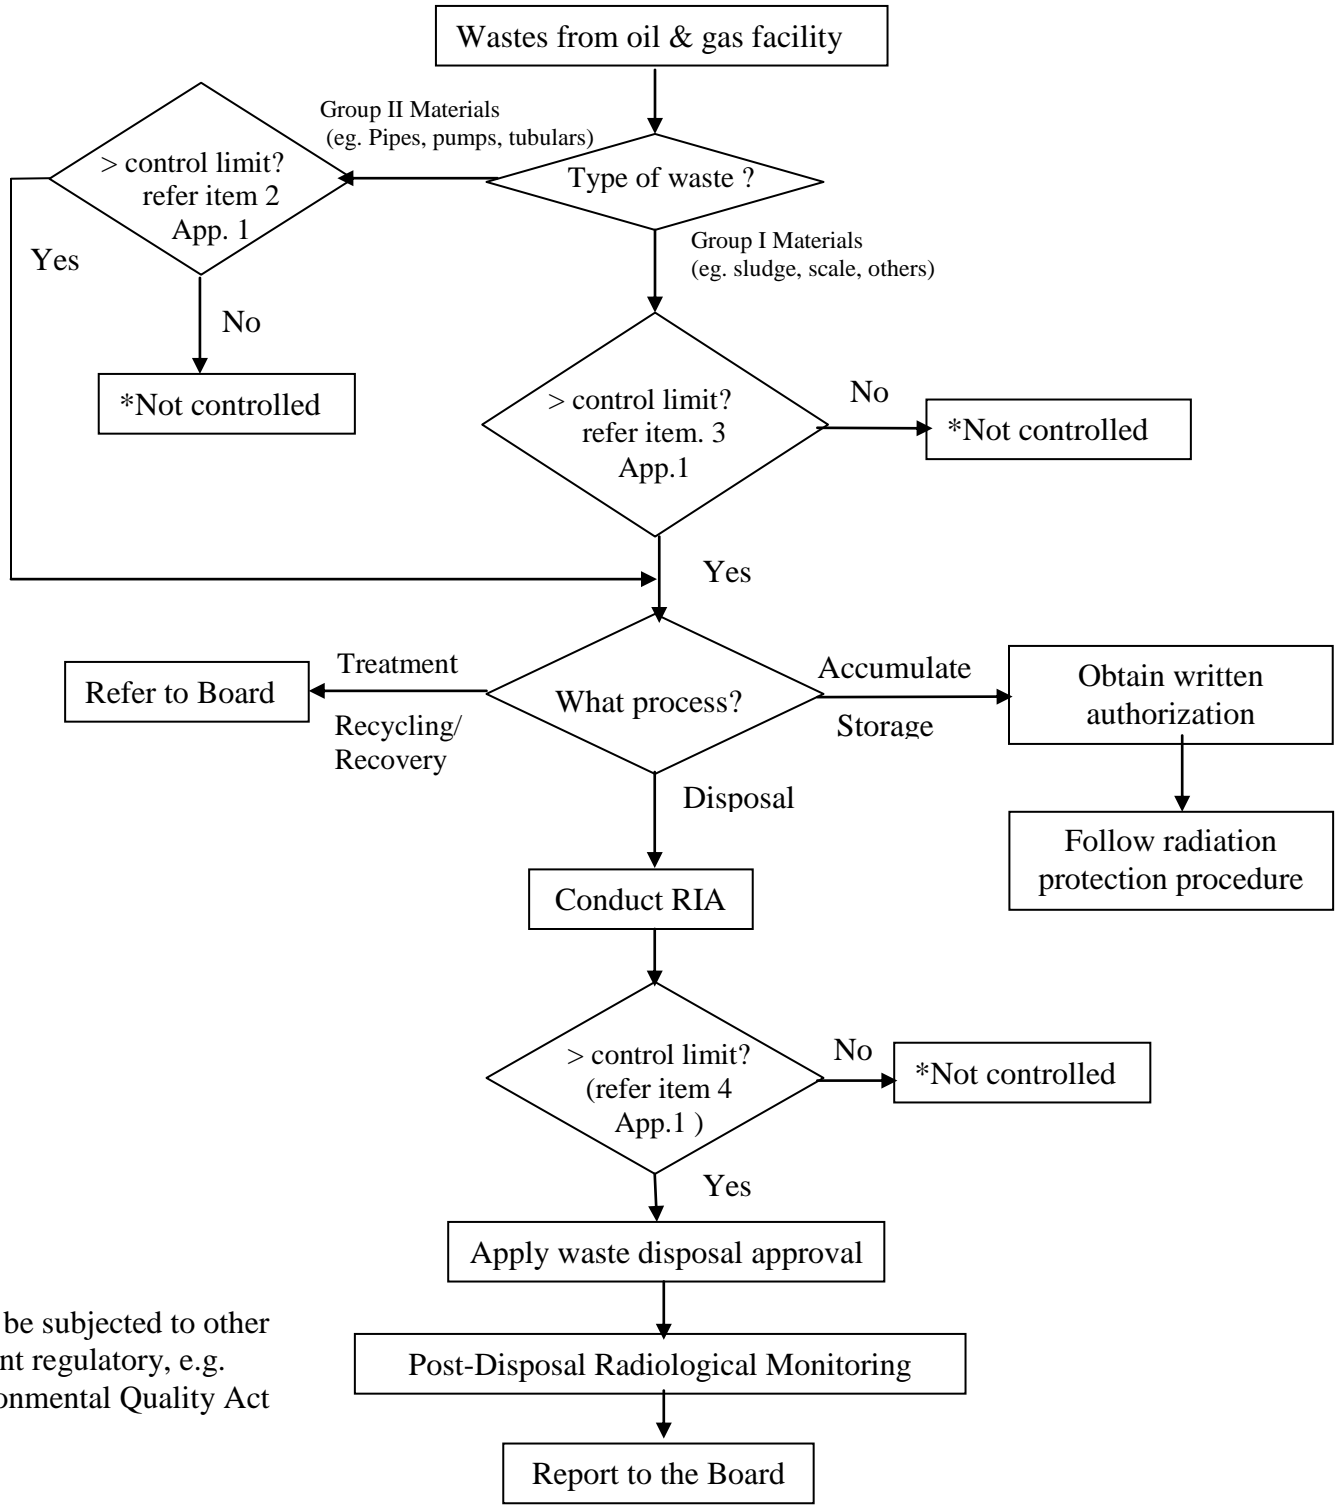 Wastes from oil & gas facility
Group II Materials
(eg. Pipes, pumps, tubulars)
> control limit?
refer item 2
App. 1
Type of waste ?
Yes
Group I Materials
(eg. sludge, scale, others)
No
*Not controlled
> control limit?
refer item. 3
App.1
No
*Not controlled
Yes
Treatment
Refer to Board
Recycling/
Recovery
What process?
Accumulate
Storage
Obtain written
authorization
Disposal
Follow radiation
protection procedure
Conduct RIA
> control limit?
(refer item 4
App.1 )
No
*Not controlled
Yes
Apply waste disposal approval
be subjected to other
regulatory, e.g.
Quality Act
Post-Disposal Radiological Monitoring
Report to the Board